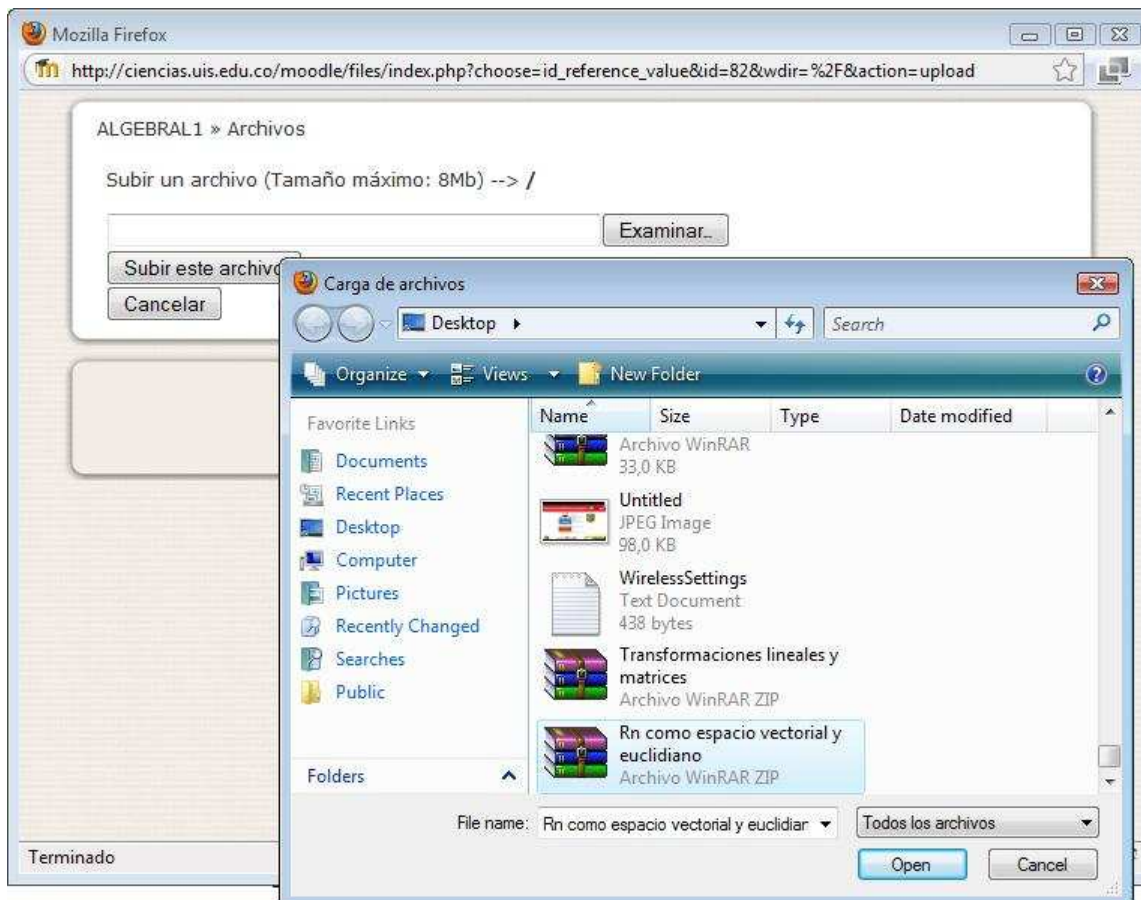 Mozilla Firefox
http://ciencias.uis.edu.co/moodle/files/index.php?choose=id_reference_value&id=82&wdir=%2F&action=upload
ALGEBRAL1 » Archivos
Subir un archivo (Tamaño máximo: 8Mb) --> /
Examinar..
Subir este archivo
Cancelar
Carga de archivos
Desktop
Search
Organize
Views
New Folder
Favorite Links
Documents
Recent Places
Desktop
Computer
Pictures
Recently Changed
Searches
Public
Folders
Name Size Type Date modified
Archivo WinRAR
33,0 KB
Untitled
JPEG Image
98,0 KB
WirelessSettings
Text Document
438 bytes
Transformaciones lineales y
matrices
Archivo WinRAR ZIP
Rn como espacio vectorial y
euclidiano
Archivo WinRAR ZIP
File name: Rn como espacio vectorial y euclidiar
Todos los archivos
Open
Cancel
Terminado